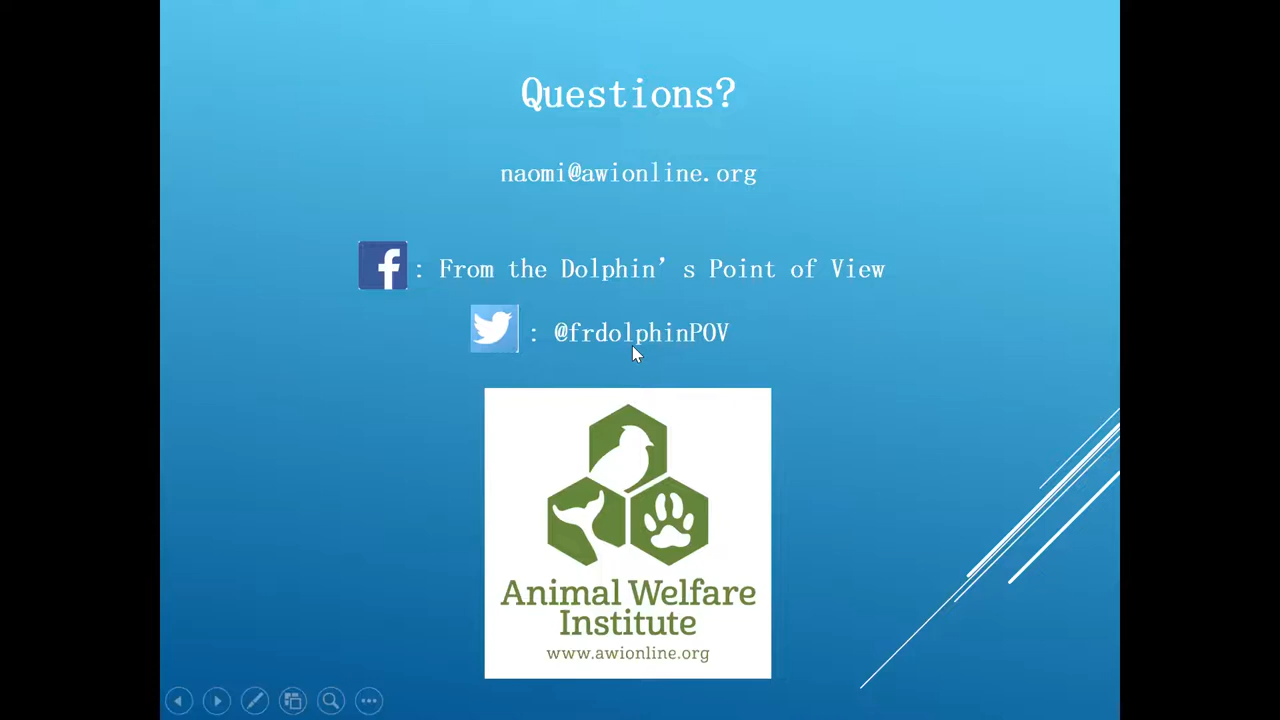 Questions?
naomi@awionline.org
: From the Dolphin’s Point of View
: @frdolphinPOV
Animal Welfare
Institute
www.awionline.org